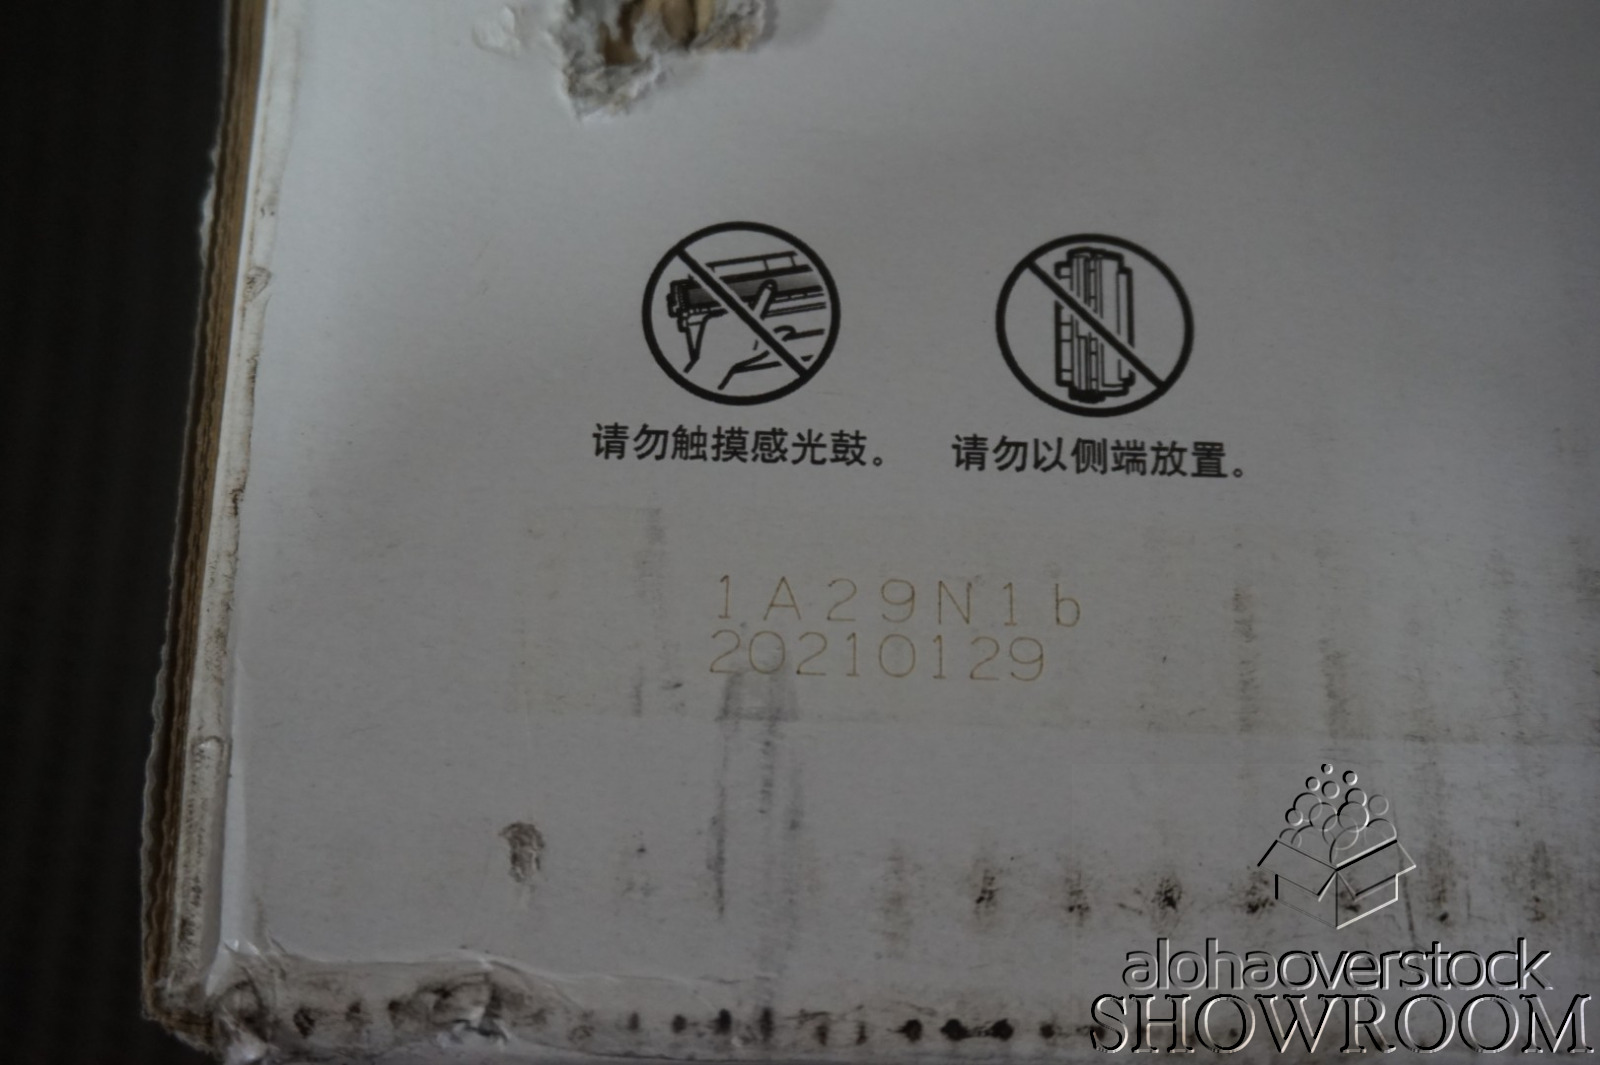 请勿触摸感光鼓。 请勿以侧端放置。
1A29N1b
20210129
alohaoverstock
SHOWROOM